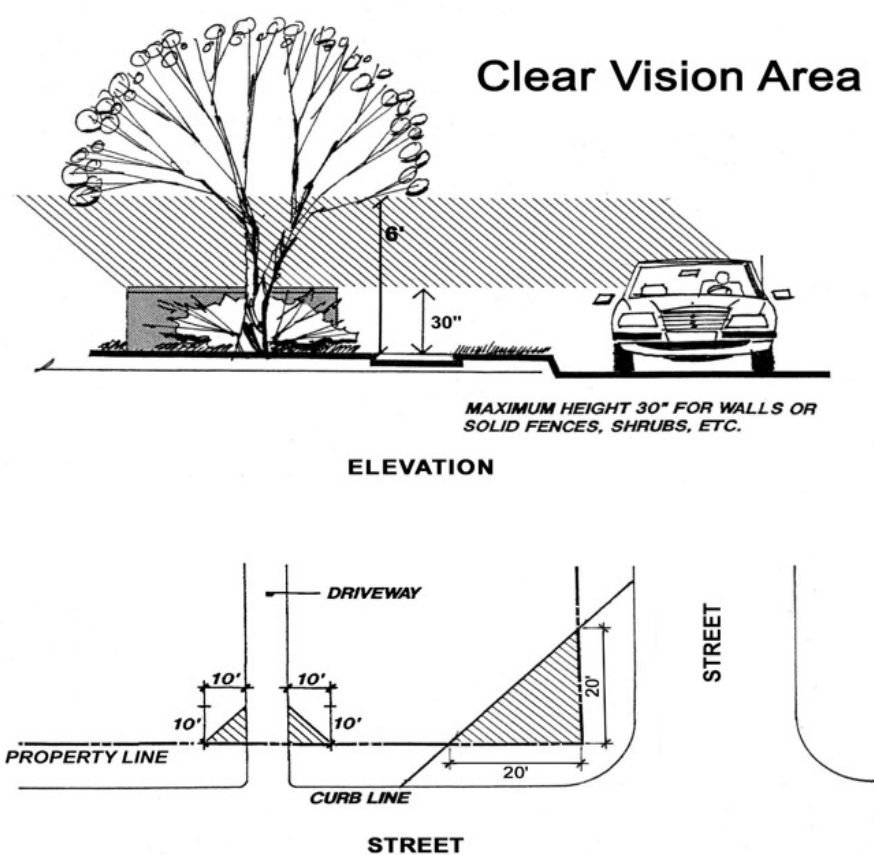 Clear Vision Area
6'
30"
MAXIMUM HEIGHT 30" FOR WALLS OR
SOLID FENCES, SHRUBS, ETC.
ELEVATION
DRIVEWAY
STREET
10'
10'
10'
10'
20'
PROPERTY LINE
20'
CURB LINE
STREET